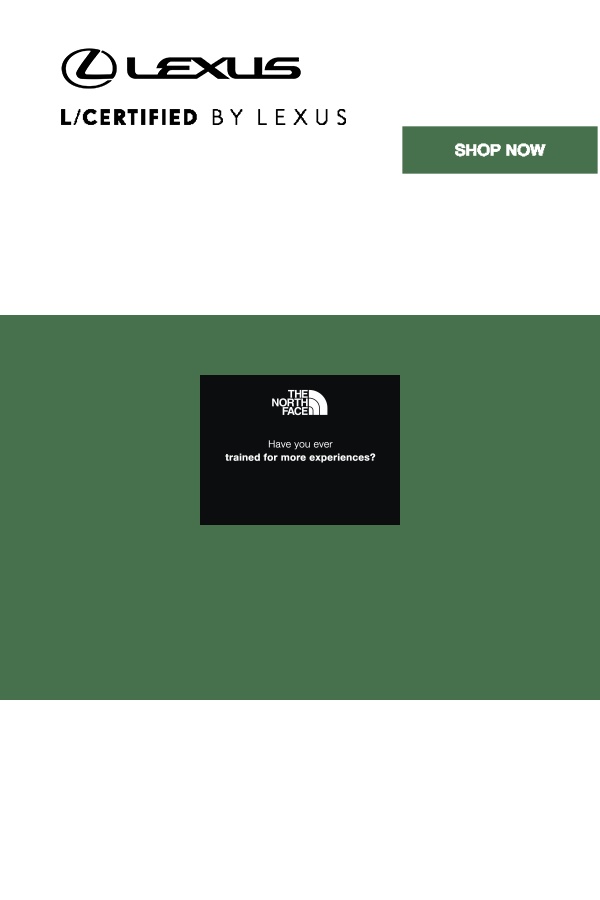 LEXUS
L/CERTIFIED BY LEXUS
SHOP NOW
THE
NORTH
FACE
Have you ever
trained for more experiences?